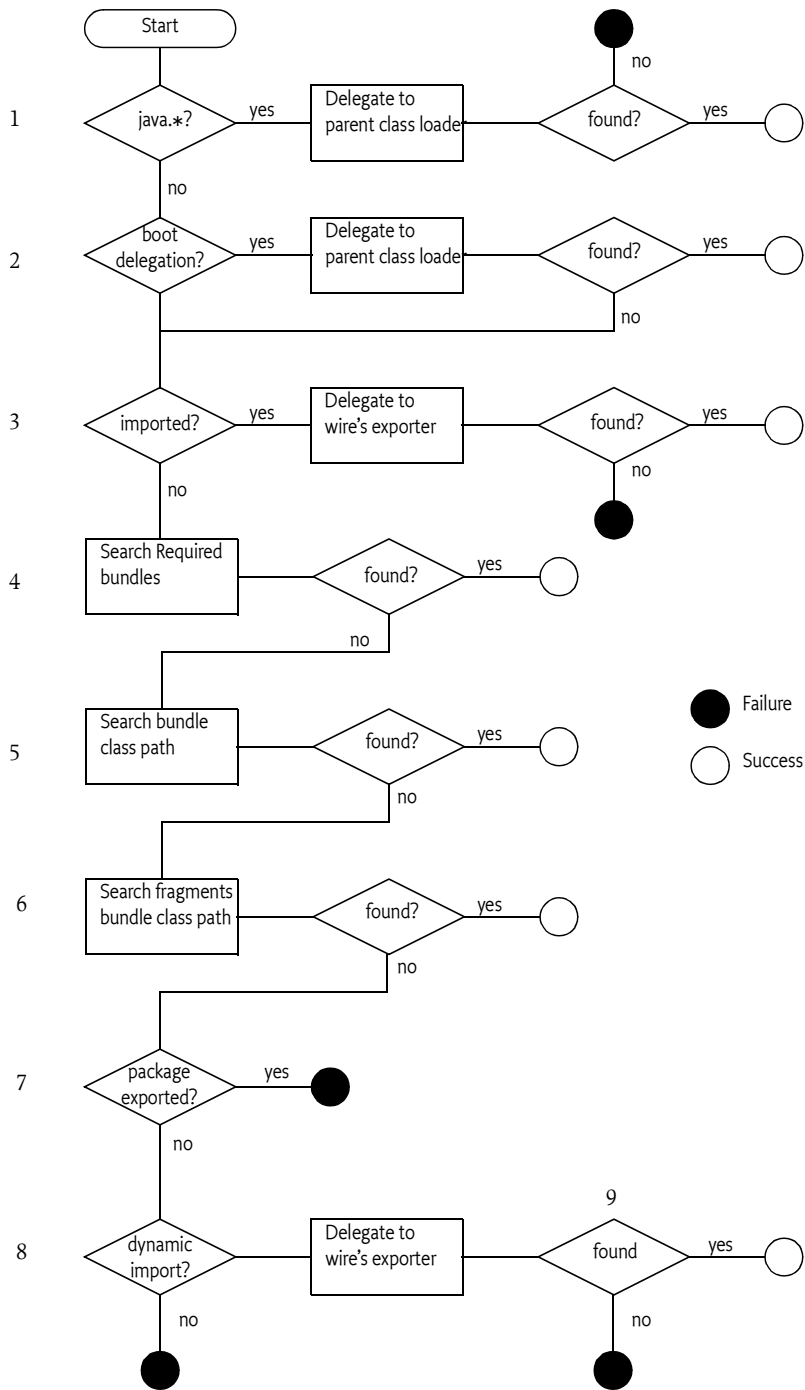 Start
no
1
java.*?
yes
Delegate to
parent class loader
found?
yes
no
2
boot
delegation?
yes
Delegate to
parent class loader
found?
yes
no
3
imported?
yes
Delegate to
wire's exporter
found?
yes
no
no
4
Search Required
bundles
found?
yes
no
5
Search bundle
class path
found?
yes
no
Failure
Success
6
Search fragments
bundle class path
found?
yes
no
7
package
exported?
yes
no
9
8
dynamic
import?
Delegate to
wire's exporter
found
yes
no
no